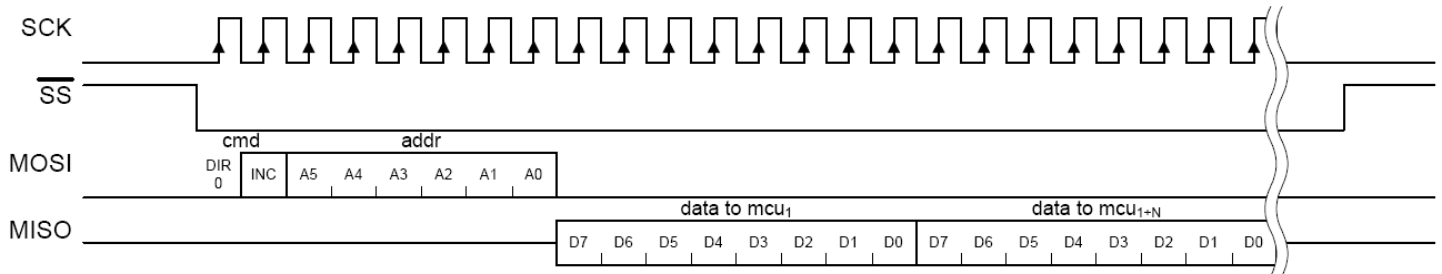 SCK
SS
cmd addr
MOSI DIR 0 INC A5 A4 A3 A2 A1 A0
data to mcu1 data to mcu1+N
MISO D7 D6 D5 D4 D3 D2 D1 D0 D7 D6 D5 D4 D3 D2 D1 D0